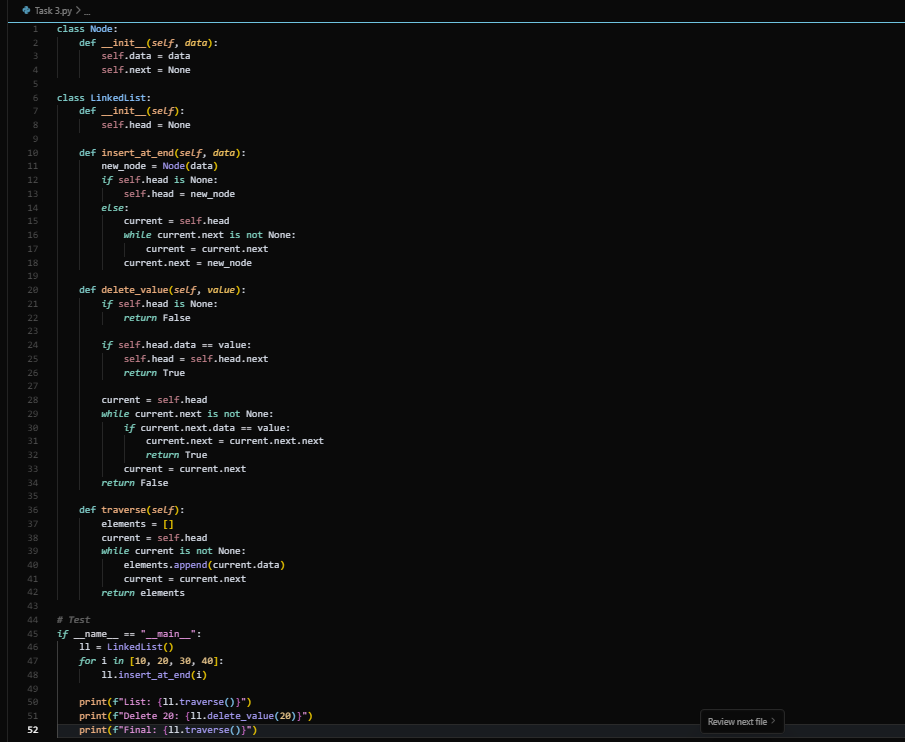 Task 3.py > ...
1 class Node:
2     def __init__(self, data):
3         self.data = data
4         self.next = None
5
6 class LinkedList:
7     def __init__(self):
8         self.head = None
9
10     def insert_at_end(self, data):
11         new_node = Node(data)
12         if self.head is None:
13             self.head = new_node
14         else:
15             current = self.head
16             while current.next is not None:
17                 current = current.next
18             current.next = new_node
19
20     def delete_value(self, value):
21         if self.head is None:
22             return False
23
24         if self.head.data == value:
25             self.head = self.head.next
26             return True
27
28         current = self.head
29         while current.next is not None:
30             if current.next.data == value:
31                 current.next = current.next.next
32                 return True
33             current = current.next
34         return False
35
36     def traverse(self):
37         elements = []
38         current = self.head
39         while current is not None:
40             elements.append(current.data)
41             current = current.next
42         return elements
43
44 # Test
45 if __name__ == "__main__":
46     ll = LinkedList()
47     for i in [10, 20, 30, 40]:
48         ll.insert_at_end(i)
49
50     print(f"List: {ll.traverse()}")
51     print(f"Delete 20: {ll.delete_value(20)}")
52     print(f"Final: {ll.traverse()}")
Review next file >